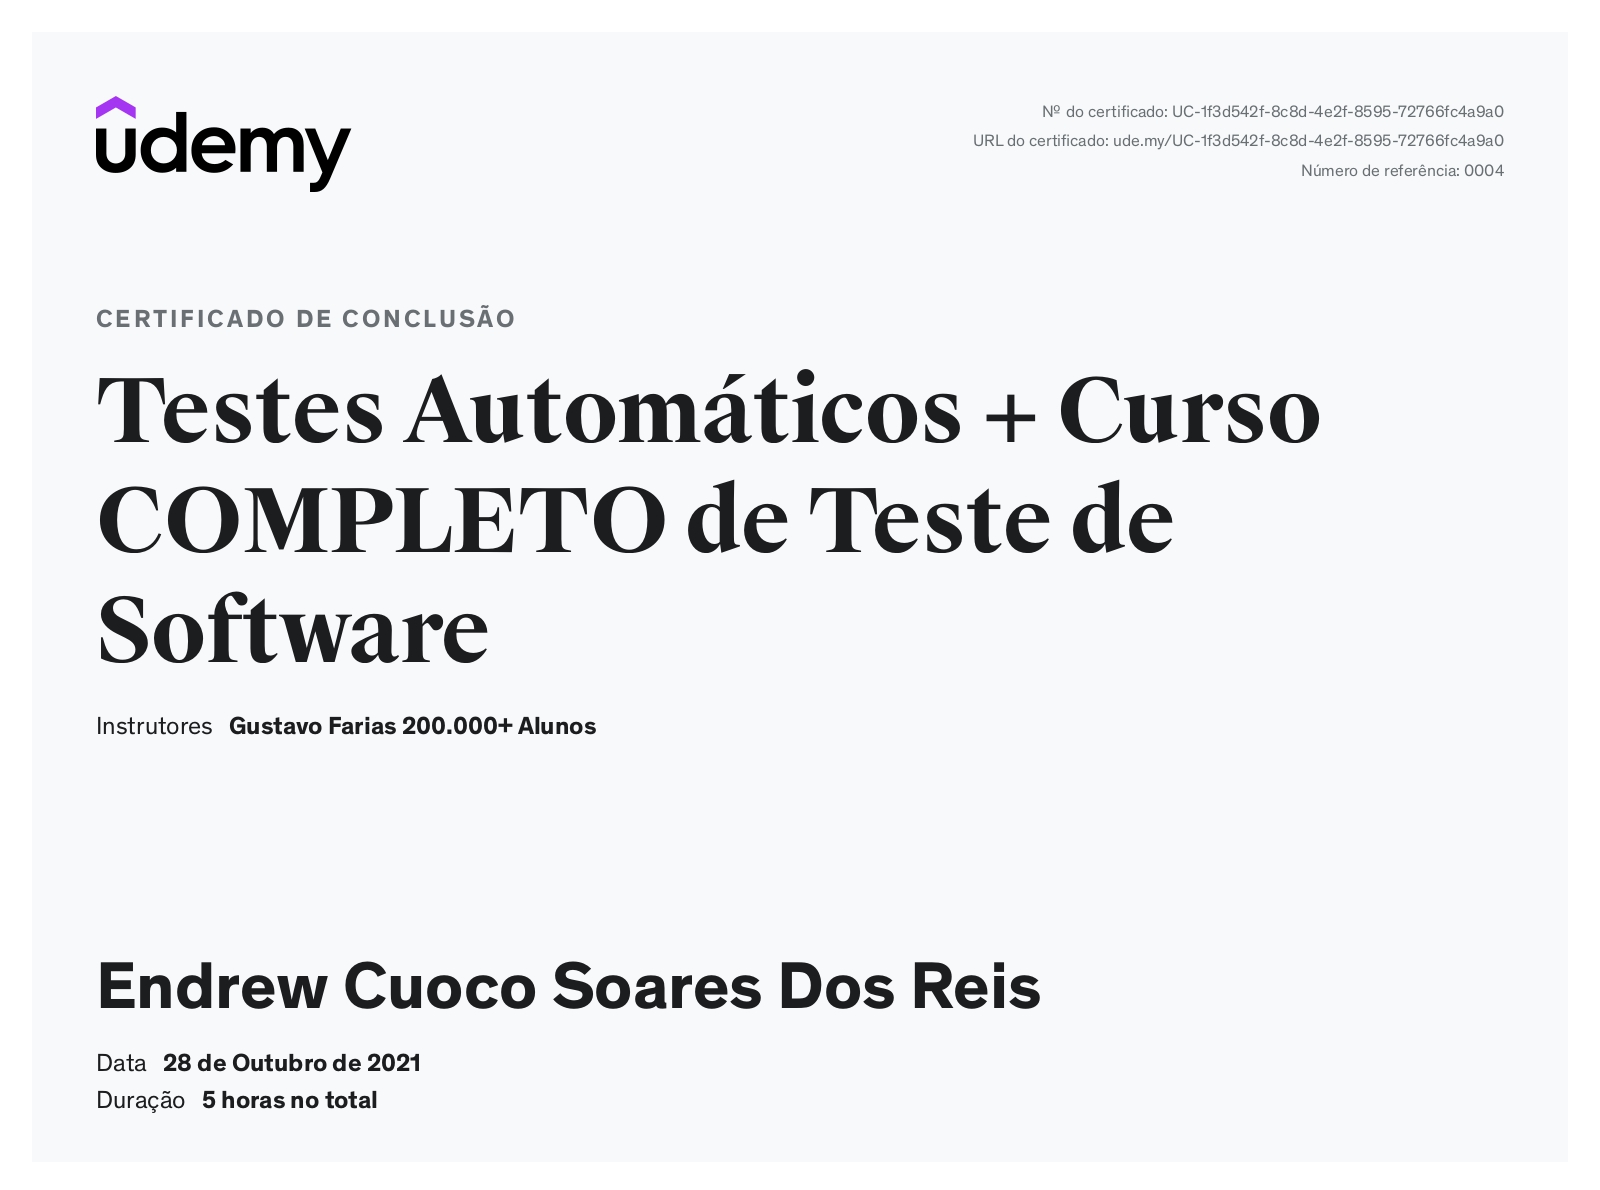 udemy
Nº do certificado: UC-1f3d542f-8c8d-4e2f-8595-72766fc4a9a0
URL do certificado: ude.my/UC-1f3d542f-8c8d-4e2f-8595-72766fc4a9a0
Número de referência: 0004
CERTIFICADO DE CONCLUSÃO
Testes Automáticos + Curso
COMPLETO de Teste de
Software
Instrutores Gustavo Farias 200.000+ Alunos
Endrew Cuoco Soares Dos Reis
Data 28 de Outubro de 2021
Duração 5 horas no total